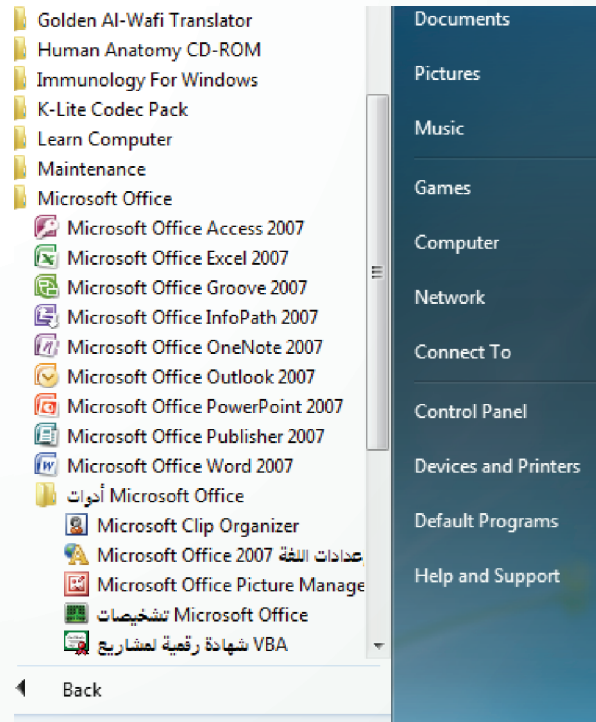 Golden Al-Wafi Translator
Human Anatomy CD-ROM
Immunology For Windows
K-Lite Codec Pack
Learn Computer
Maintenance
Microsoft Office
Microsoft Office Access 2007
Microsoft Office Excel 2007
Microsoft Office Groove 2007
Microsoft Office InfoPath 2007
Microsoft Office OneNote 2007
Microsoft Office Outlook 2007
Microsoft Office PowerPoint 2007
Microsoft Office Publisher 2007
Microsoft Office Word 2007
أدوات Microsoft Office
Microsoft Clip Organizer
عدادات اللغة Microsoft Office 2007
Microsoft Office Picture Manage
تشخيصات Microsoft Office
شهادة رقمية لمشاريع VBA
Back
Documents
Pictures
Music
Games
Computer
Network
Connect To
Control Panel
Devices and Printers
Default Programs
Help and Support